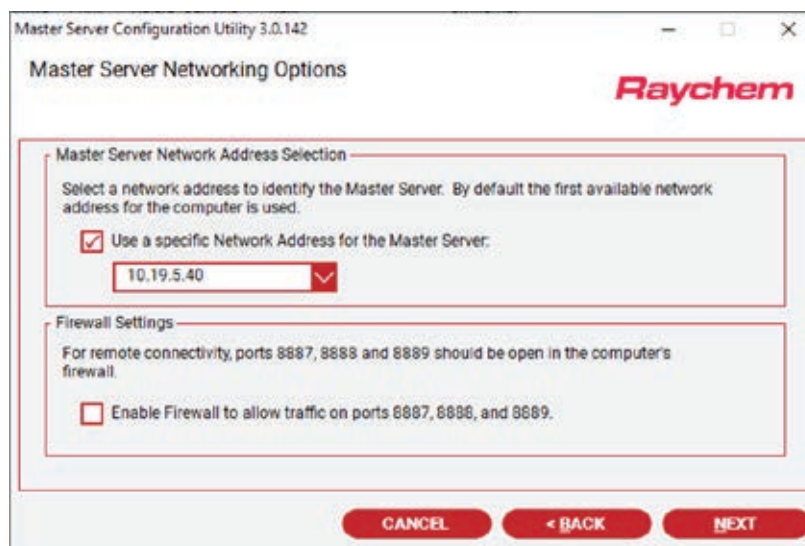 Master Server Configuration Utility 3.0.142
Master Server Networking Options
Raychem
Master Server Network Address Selection
Select a network address to identify the Master Server. By default the first available network
address for the computer is used.
Use a specific Network Address for the Master Server:
10.19.5.40
Firewall Settings
For remote connectivity, ports 8887, 8888 and 8889 should be open in the computer's
firewall.
Enable Firewall to allow traffic on ports 8887, 8888, and 8889.
CANCEL
< BACK
NEXT